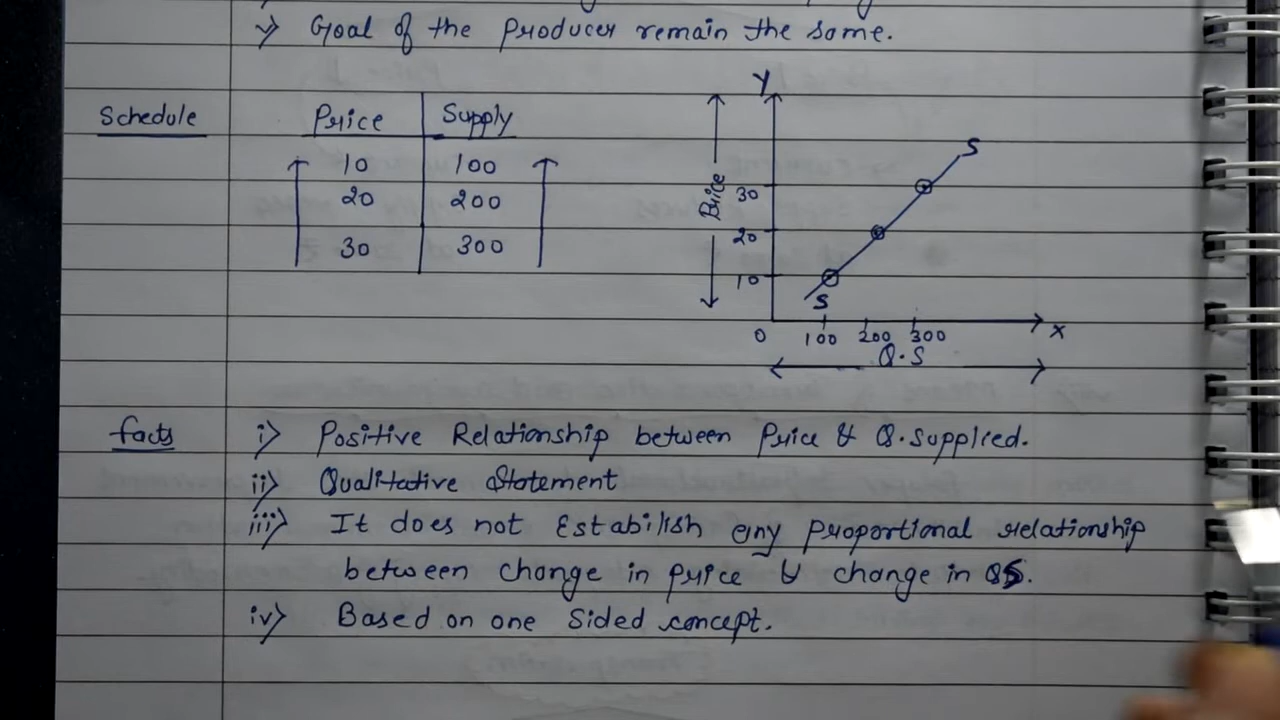 v) Goal of the Producer remain the same.
Schedule
Price Supply
10 100
20 200
30 300
Y
Price
30
20
10
S
S
0 100 200 300 X
Q.S
facts
i) Positive Relationship between Price & Q.Supplied.
ii) Qualitative Statement
iii) It does not Estabilish any Proportional relationship
between change in price & change in QS.
iv) Based on one Sided concept.